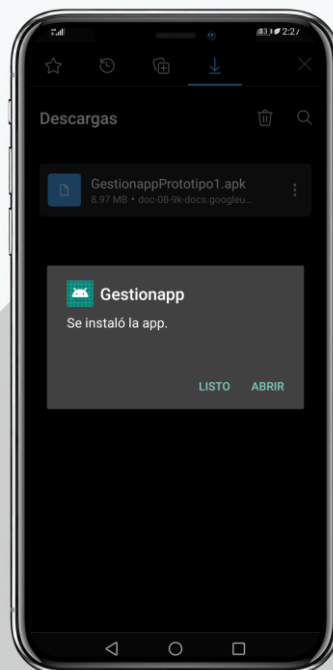 2:27
Descargas
GestionappPrototipo1.apk
8.97 MB • doc-08-9k-docs.googleu...
Gestionapp
Se instaló la app.
LISTO ABRIR